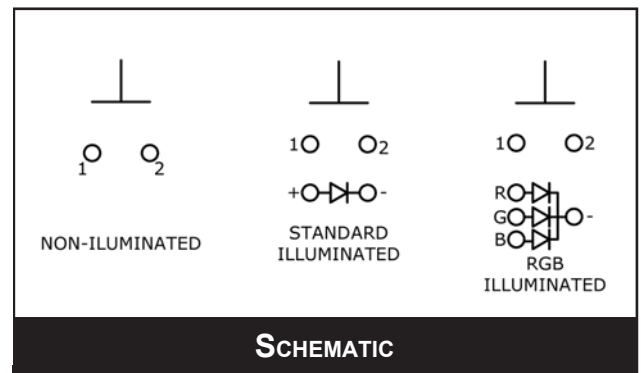 1 2
NON-ILUMINATED
1 2
+ -
STANDARD
ILLUMINATED
1 2
R
G -
B
RGB
ILLUMINATED
SCHEMATIC